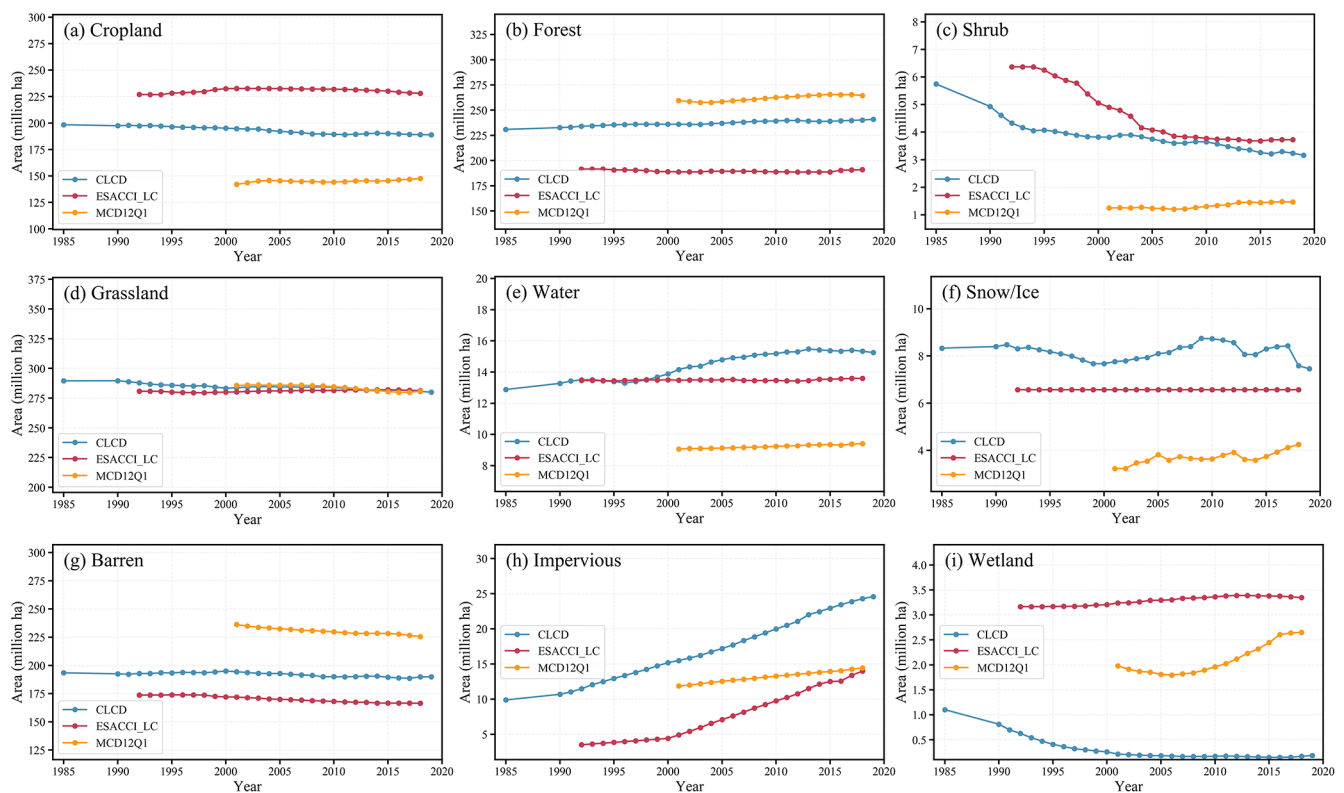 (a) Cropland
Area (million ha)
300
275
250
225
200
175
150
125
100
CLCD
ESACCI_LC
MCD12Q1
1985 1990 1995 2000 2005 2010 2015 2020
Year
(b) Forest
Area (million ha)
325
300
275
250
225
200
175
150
CLCD
ESACCI_LC
MCD12Q1
1985 1990 1995 2000 2005 2010 2015 2020
Year
(c) Shrub
Area (million ha)
8
7
6
5
4
3
2
1
CLCD
ESACCI_LC
MCD12Q1
1985 1990 1995 2000 2005 2010 2015 2020
Year
(d) Grassland
Area (million ha)
375
350
325
300
275
250
225
200
CLCD
ESACCI_LC
MCD12Q1
1985 1990 1995 2000 2005 2010 2015 2020
Year
(e) Water
Area (million ha)
20
18
16
14
12
10
8
CLCD
ESACCI_LC
MCD12Q1
1985 1990 1995 2000 2005 2010 2015 2020
Year
(f) Snow/Ice
Area (million ha)
10
8
6
4
CLCD
ESACCI_LC
MCD12Q1
1985 1990 1995 2000 2005 2010 2015 2020
Year
(g) Barren
Area (million ha)
300
275
250
225
200
175
150
125
CLCD
ESACCI_LC
MCD12Q1
1985 1990 1995 2000 2005 2010 2015 2020
Year
(h) Impervious
Area (million ha)
30
25
20
15
10
5
CLCD
ESACCI_LC
MCD12Q1
1985 1990 1995 2000 2005 2010 2015 2020
Year
(i) Wetland
Area (million ha)
4.0
3.5
3.0
2.5
2.0
1.5
1.0
0.5
CLCD
ESACCI_LC
MCD12Q1
1985 1990 1995 2000 2005 2010 2015 2020
Year